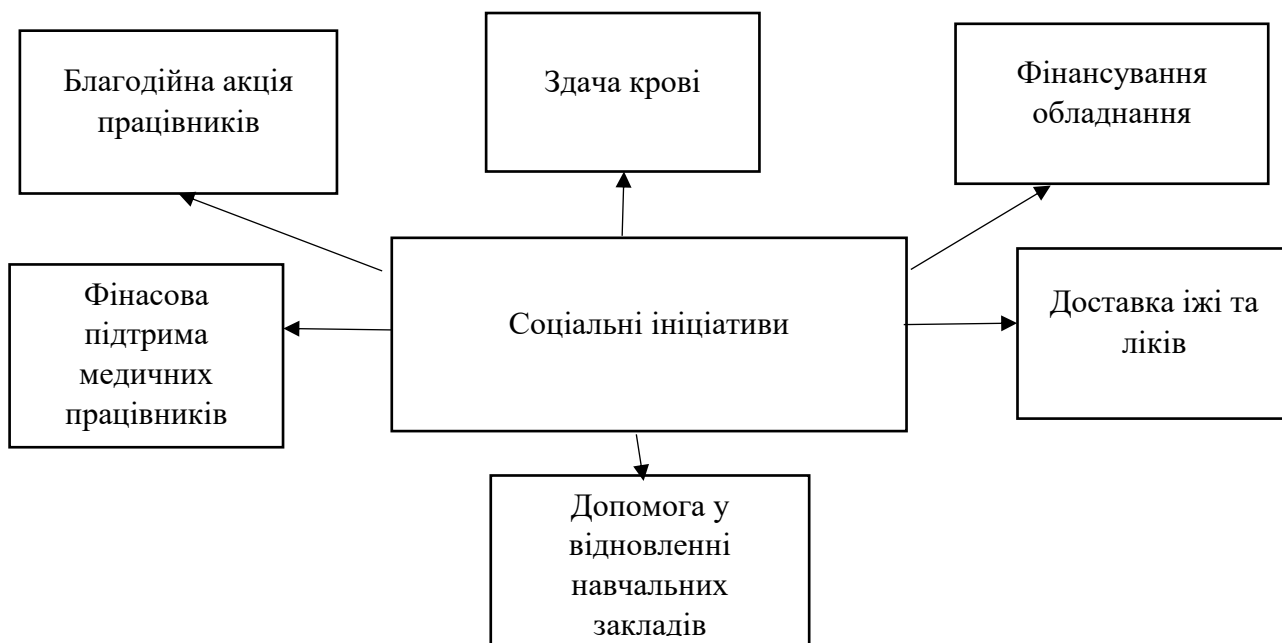 Благодійна акція
працівників
Здача крові
Фінансування
обладнання
Фінасова
підтрима
медичних
працівників
Соціальні ініціативи
Доставка іжі та
ліків
Допомога у
відновленні
навчальних
закладів